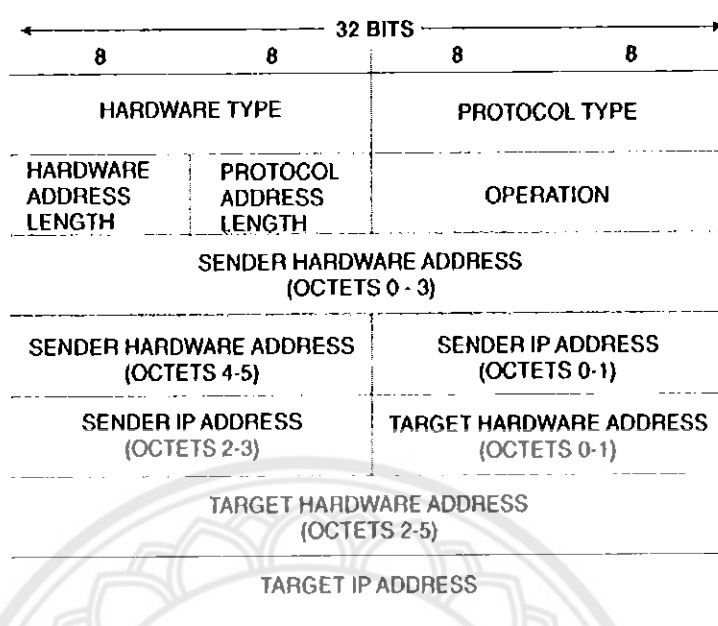 32 BITS
8 8 8 8
HARDWARE TYPE PROTOCOL TYPE
HARDWARE ADDRESS LENGTH
PROTOCOL ADDRESS LENGTH
OPERATION
SENDER HARDWARE ADDRESS
(OCTETS 0 - 3)
SENDER HARDWARE ADDRESS
(OCTETS 4-5)
SENDER IP ADDRESS
(OCTETS 0-1)
SENDER IP ADDRESS
(OCTETS 2-3)
TARGET HARDWARE ADDRESS
(OCTETS 0-1)
TARGET HARDWARE ADDRESS
(OCTETS 2-5)
TARGET IP ADDRESS